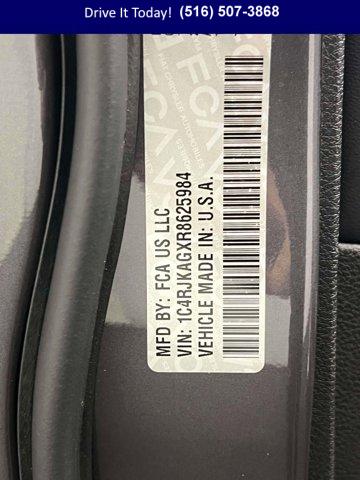 Drive It Today! (516) 507-3868
MFD BY: FCA US LLC
VIN: 1C4RJKAGXR8625984
VEHICLE MADE IN: U.S.A.